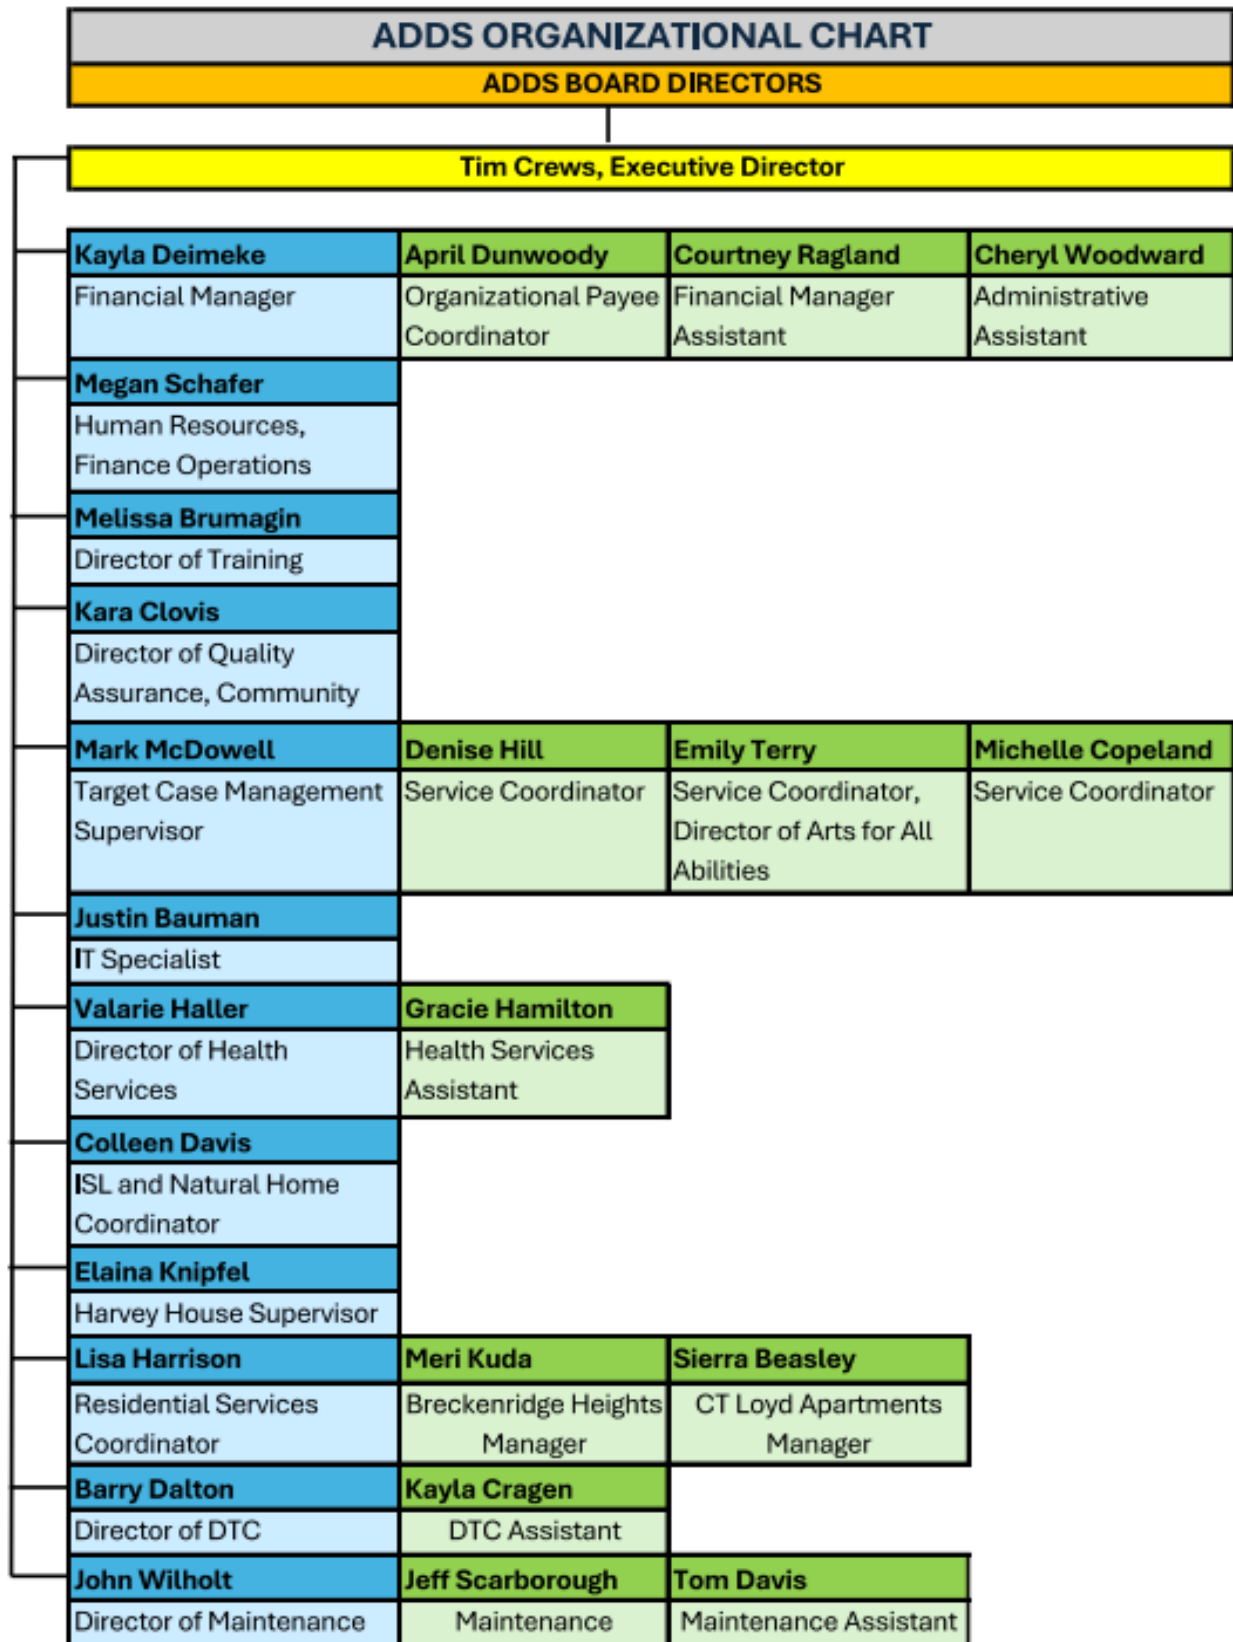 ADDS ORGANIZATIONAL CHART
ADDS BOARD DIRECTORS
Tim Crews, Executive Director
Kayla Deimeke
Financial Manager
April Dunwoody
Organizational Payee
Coordinator
Courtney Ragland
Financial Manager
Assistant
Cheryl Woodward
Administrative
Assistant
Megan Schafer
Human Resources,
Finance Operations
Melissa Brumagin
Director of Training
Kara Clovis
Director of Quality
Assurance, Community
Mark McDowell
Target Case Management
Supervisor
Denise Hill
Service Coordinator
Emily Terry
Service Coordinator,
Director of Arts for All
Abilities
Michelle Copeland
Service Coordinator
Justin Bauman
IT Specialist
Valarie Haller
Director of Health
Services
Gracie Hamilton
Health Services
Assistant
Colleen Davis
ISL and Natural Home
Coordinator
Elaina Knipfel
Harvey House Supervisor
Lisa Harrison
Residential Services
Coordinator
Meri Kuda
Breckenridge Heights
Manager
Sierra Beasley
CT Loyd Apartments
Manager
Barry Dalton
Director of DTC
Kayla Cragen
DTC Assistant
John Wilholt
Director of Maintenance
Jeff Scarborough
Maintenance
Tom Davis
Maintenance Assistant